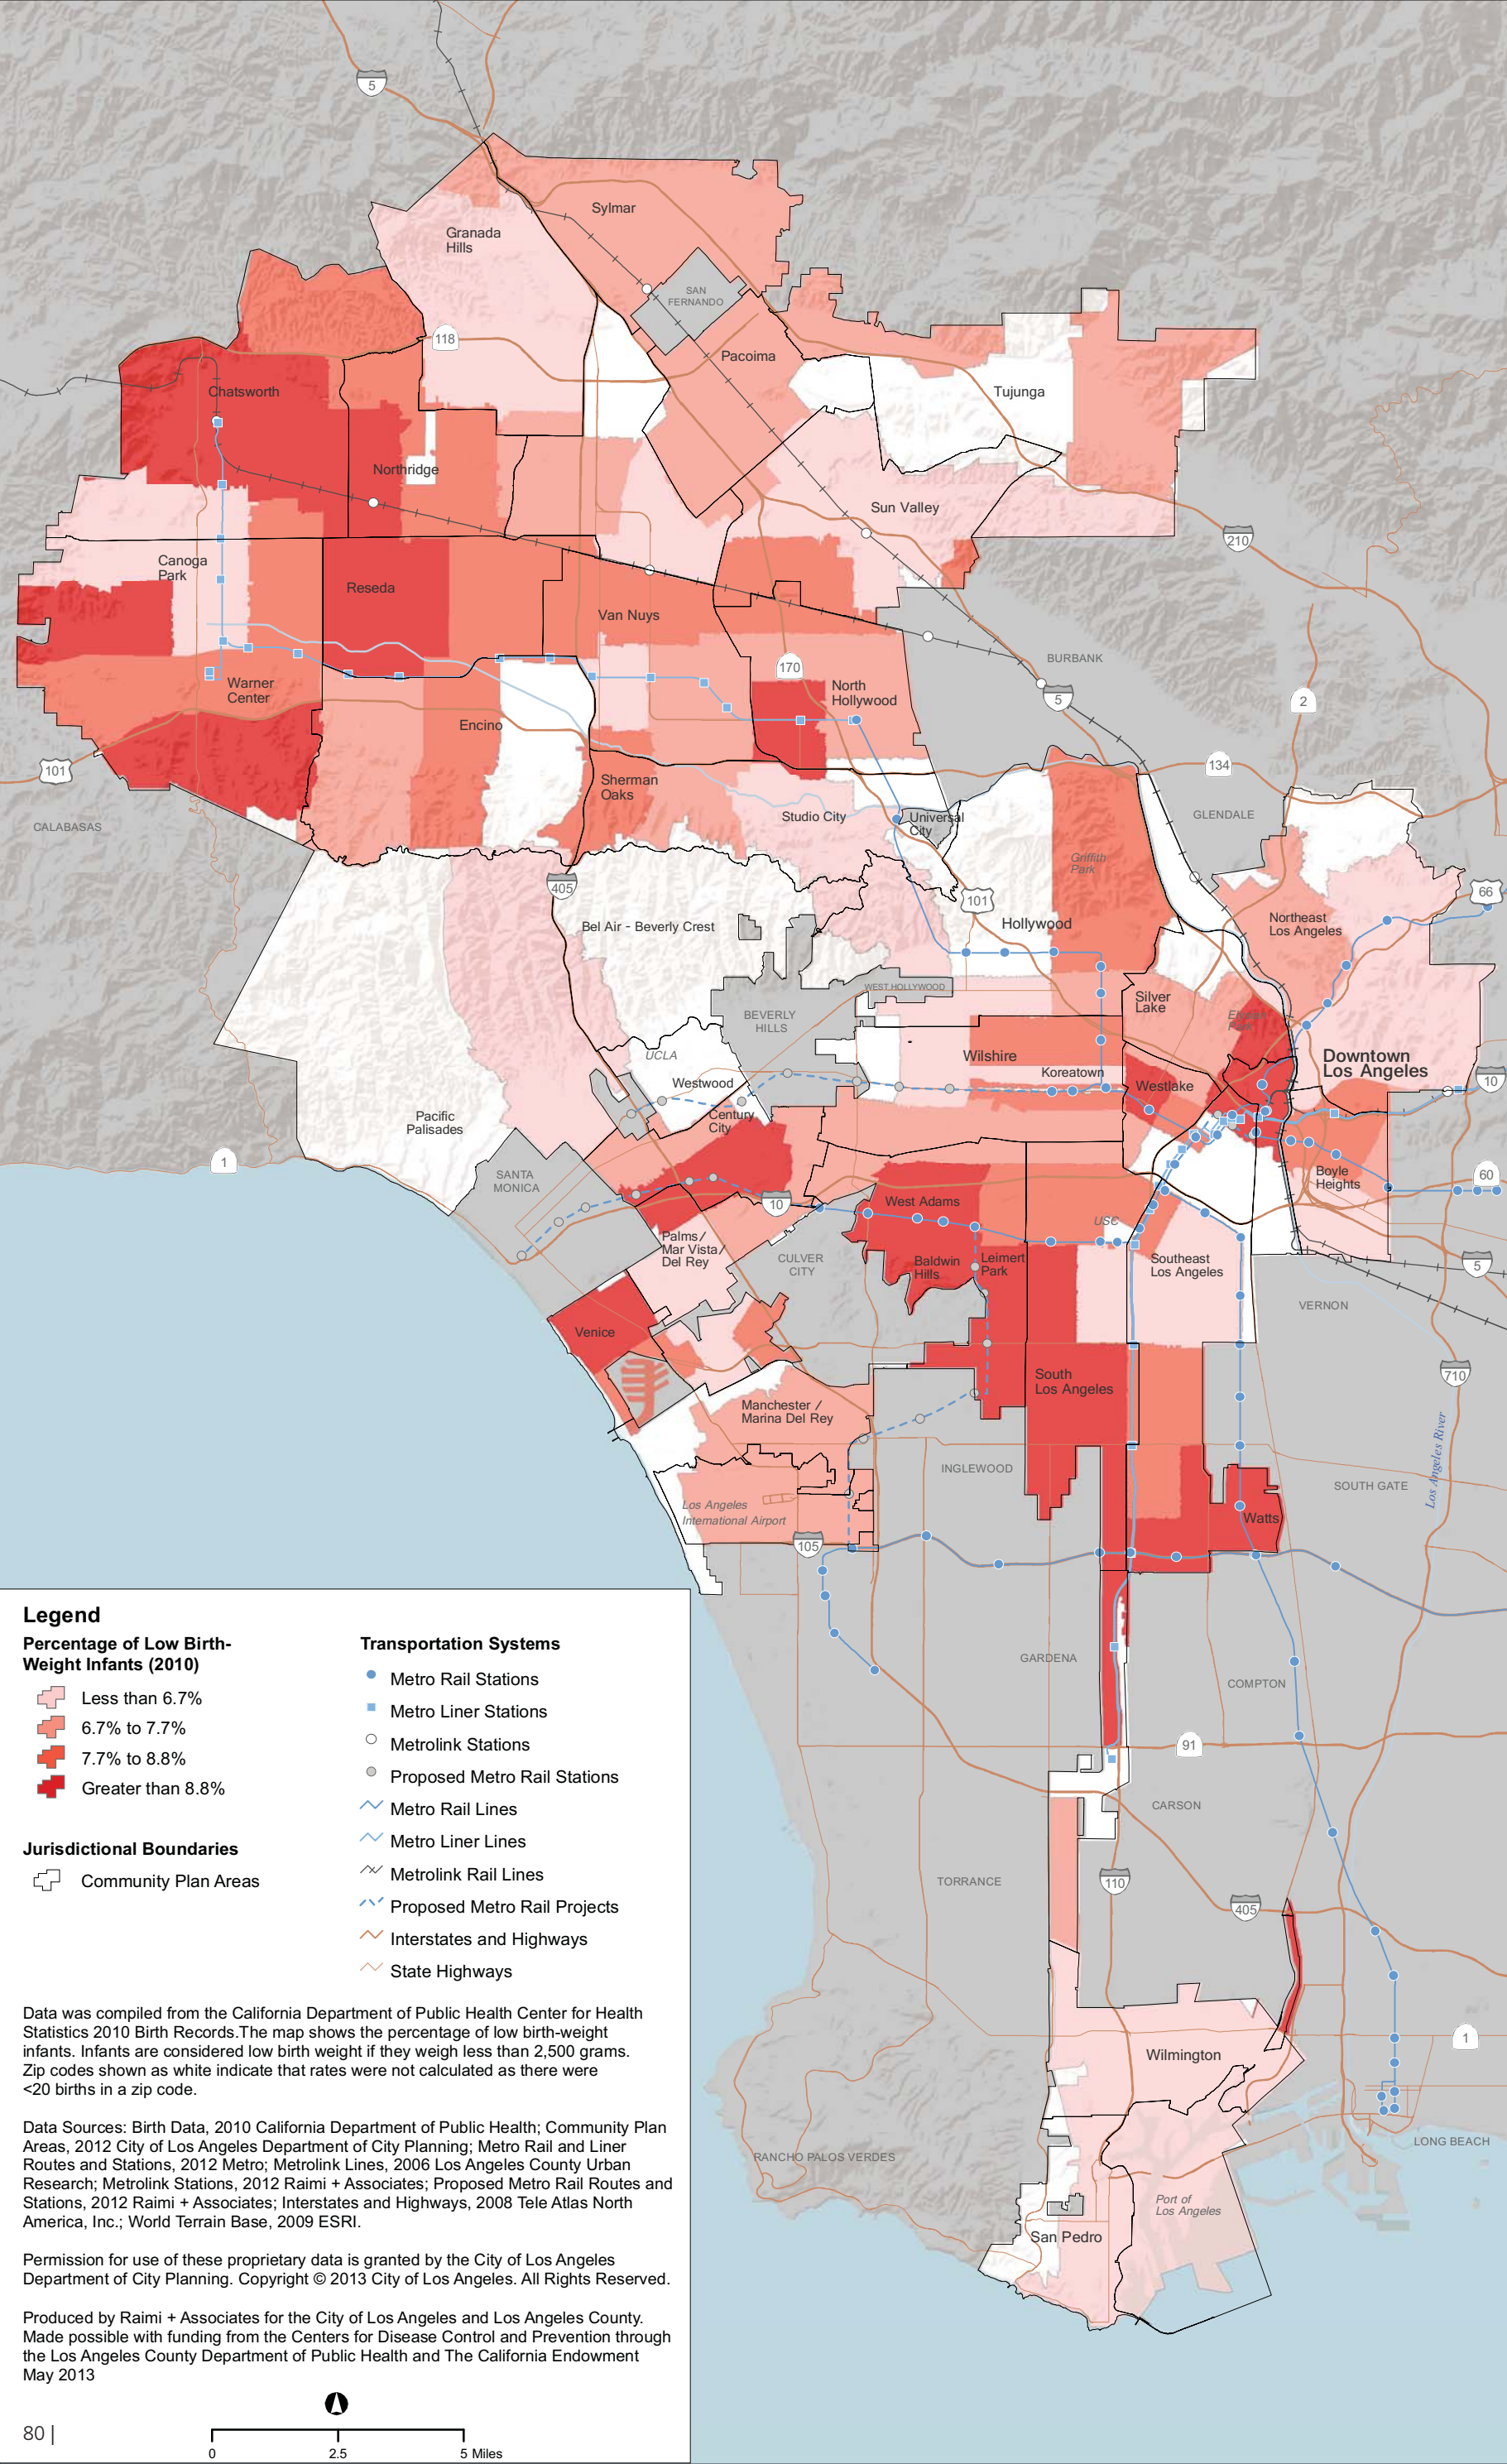 5
Sylmar
Granada
Hills
SAN
FERNANDO
118
Pacoima
Chatsworth
Tujunga
Northridge
Sun Valley
210
Canoga
Park
Reseda
Van Nuys
BURBANK
170
North
Hollywood
5
2
Warner
Center
Encino
101
134
Sherman
Oaks
Studio City
Universal
City
GLENDALE
CALABASAS
Griffith
Park
405
66
101
Bel Air - Beverly Crest
Hollywood
Northeast
Los Angeles
WEST HOLLYWOOD
Silver
Lake
BEVERLY
HILLS
Elysian
Park
UCLA
Wilshire
Downtown
Los Angeles
Koreatown
Westwood
Westlake
10
Century
City
Pacific
Palisades
1
SANTA
MONICA
Boyle
Heights
60
10
West Adams
USC
Palms/
Mar Vista/
Del Rey
CULVER
CITY
Baldwin
Hills
Leimert
Park
Southeast
Los Angeles
5
VERNON
Venice
South
Los Angeles
710
Manchester /
Marina Del Rey
INGLEWOOD
SOUTH GATE
Los Angeles River
Los Angeles
International Airport
Watts
105
GARDENA
COMPTON
91
CARSON
TORRANCE
110
405
1
Wilmington
LONG BEACH
RANCHO PALOS VERDES
Port of
Los Angeles
San Pedro
Legend
Percentage of Low Birth-
Weight Infants (2010)
Less than 6.7%
6.7% to 7.7%
7.7% to 8.8%
Greater than 8.8%
Jurisdictional Boundaries
Community Plan Areas
Transportation Systems
Metro Rail Stations
Metro Liner Stations
Metrolink Stations
Proposed Metro Rail Stations
Metro Rail Lines
Metro Liner Lines
Metrolink Rail Lines
Proposed Metro Rail Projects
Interstates and Highways
State Highways
Data was compiled from the California Department of Public Health Center for Health
Statistics 2010 Birth Records.The map shows the percentage of low birth-weight
infants. Infants are considered low birth weight if they weigh less than 2,500 grams.
Zip codes shown as white indicate that rates were not calculated as there were
<20 births in a zip code.
Data Sources: Birth Data, 2010 California Department of Public Health; Community Plan
Areas, 2012 City of Los Angeles Department of City Planning; Metro Rail and Liner
Routes and Stations, 2012 Metro; Metrolink Lines, 2006 Los Angeles County Urban
Research; Metrolink Stations, 2012 Raimi + Associates; Proposed Metro Rail Routes and
Stations, 2012 Raimi + Associates; Interstates and Highways, 2008 Tele Atlas North
America, Inc.; World Terrain Base, 2009 ESRI.
Permission for use of these proprietary data is granted by the City of Los Angeles
Department of City Planning. Copyright © 2013 City of Los Angeles. All Rights Reserved.
Produced by Raimi + Associates for the City of Los Angeles and Los Angeles County.
Made possible with funding from the Centers for Disease Control and Prevention through
the Los Angeles County Department of Public Health and The California Endowment
May 2013
80 |
0 2.5 5 Miles